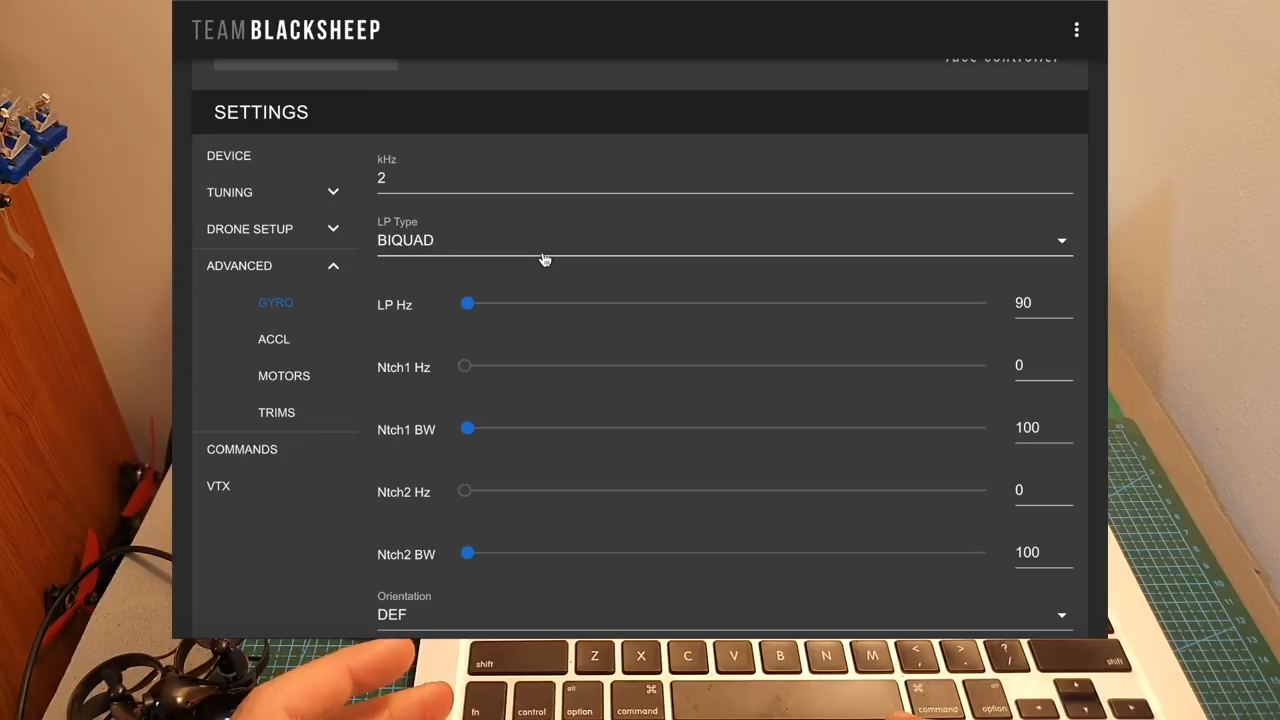 TEAMBLACKSHEEP
SETTINGS
DEVICE
TUNING
DRONE SETUP
ADVANCED
GYRO
ACCL
MOTORS
TRIMS
COMMANDS
VTX
kHz
2
LP Type
BIQUAD
LP Hz 90
Ntch1 Hz 0
Ntch1 BW 100
Ntch2 Hz 0
Ntch2 BW 100
Orientation
DEF
shift Z X C V B N M < , > . ? / shift
fn control alt option ⌘ command ⌘ command alt option